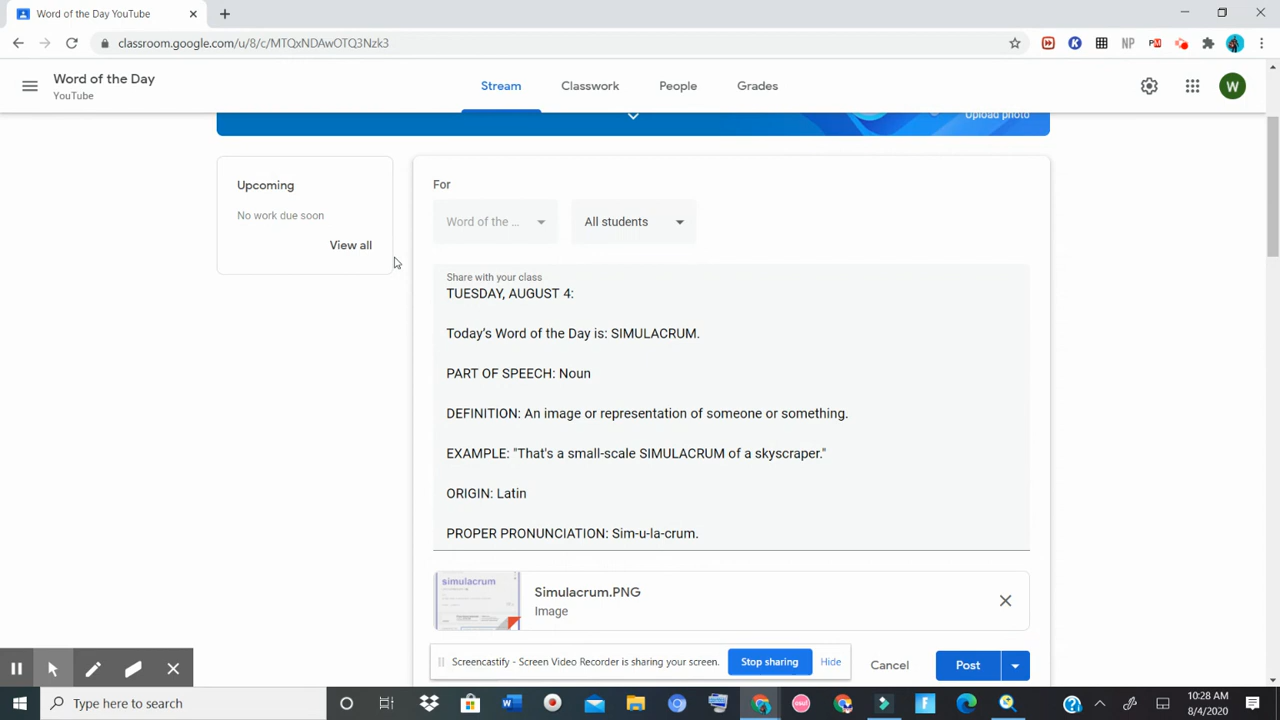 Word of the Day YouTube
classroom.google.com/u/8/c/MTQxNDAwOTQ3Nzk3
NP
Word of the Day
YouTube
Stream
Classwork
People
Grades
W
Upload photo
Upcoming
No work due soon
View all
For
Word of the ...
All students
Share with your class
TUESDAY, AUGUST 4:
Today's Word of the Day is: SIMULACRUM.
PART OF SPEECH: Noun
DEFINITION: An image or representation of someone or something.
EXAMPLE: "That's a small-scale SIMULACRUM of a skyscraper."
ORIGIN: Latin
PROPER PRONUNCIATION: Sim-u-la-crum.
simulacrum
Simulacrum.PNG
Image
Screencastify - Screen Video Recorder is sharing your screen.
Stop sharing
Hide
Cancel
Post
Type here to search
10:28 AM
8/4/2020